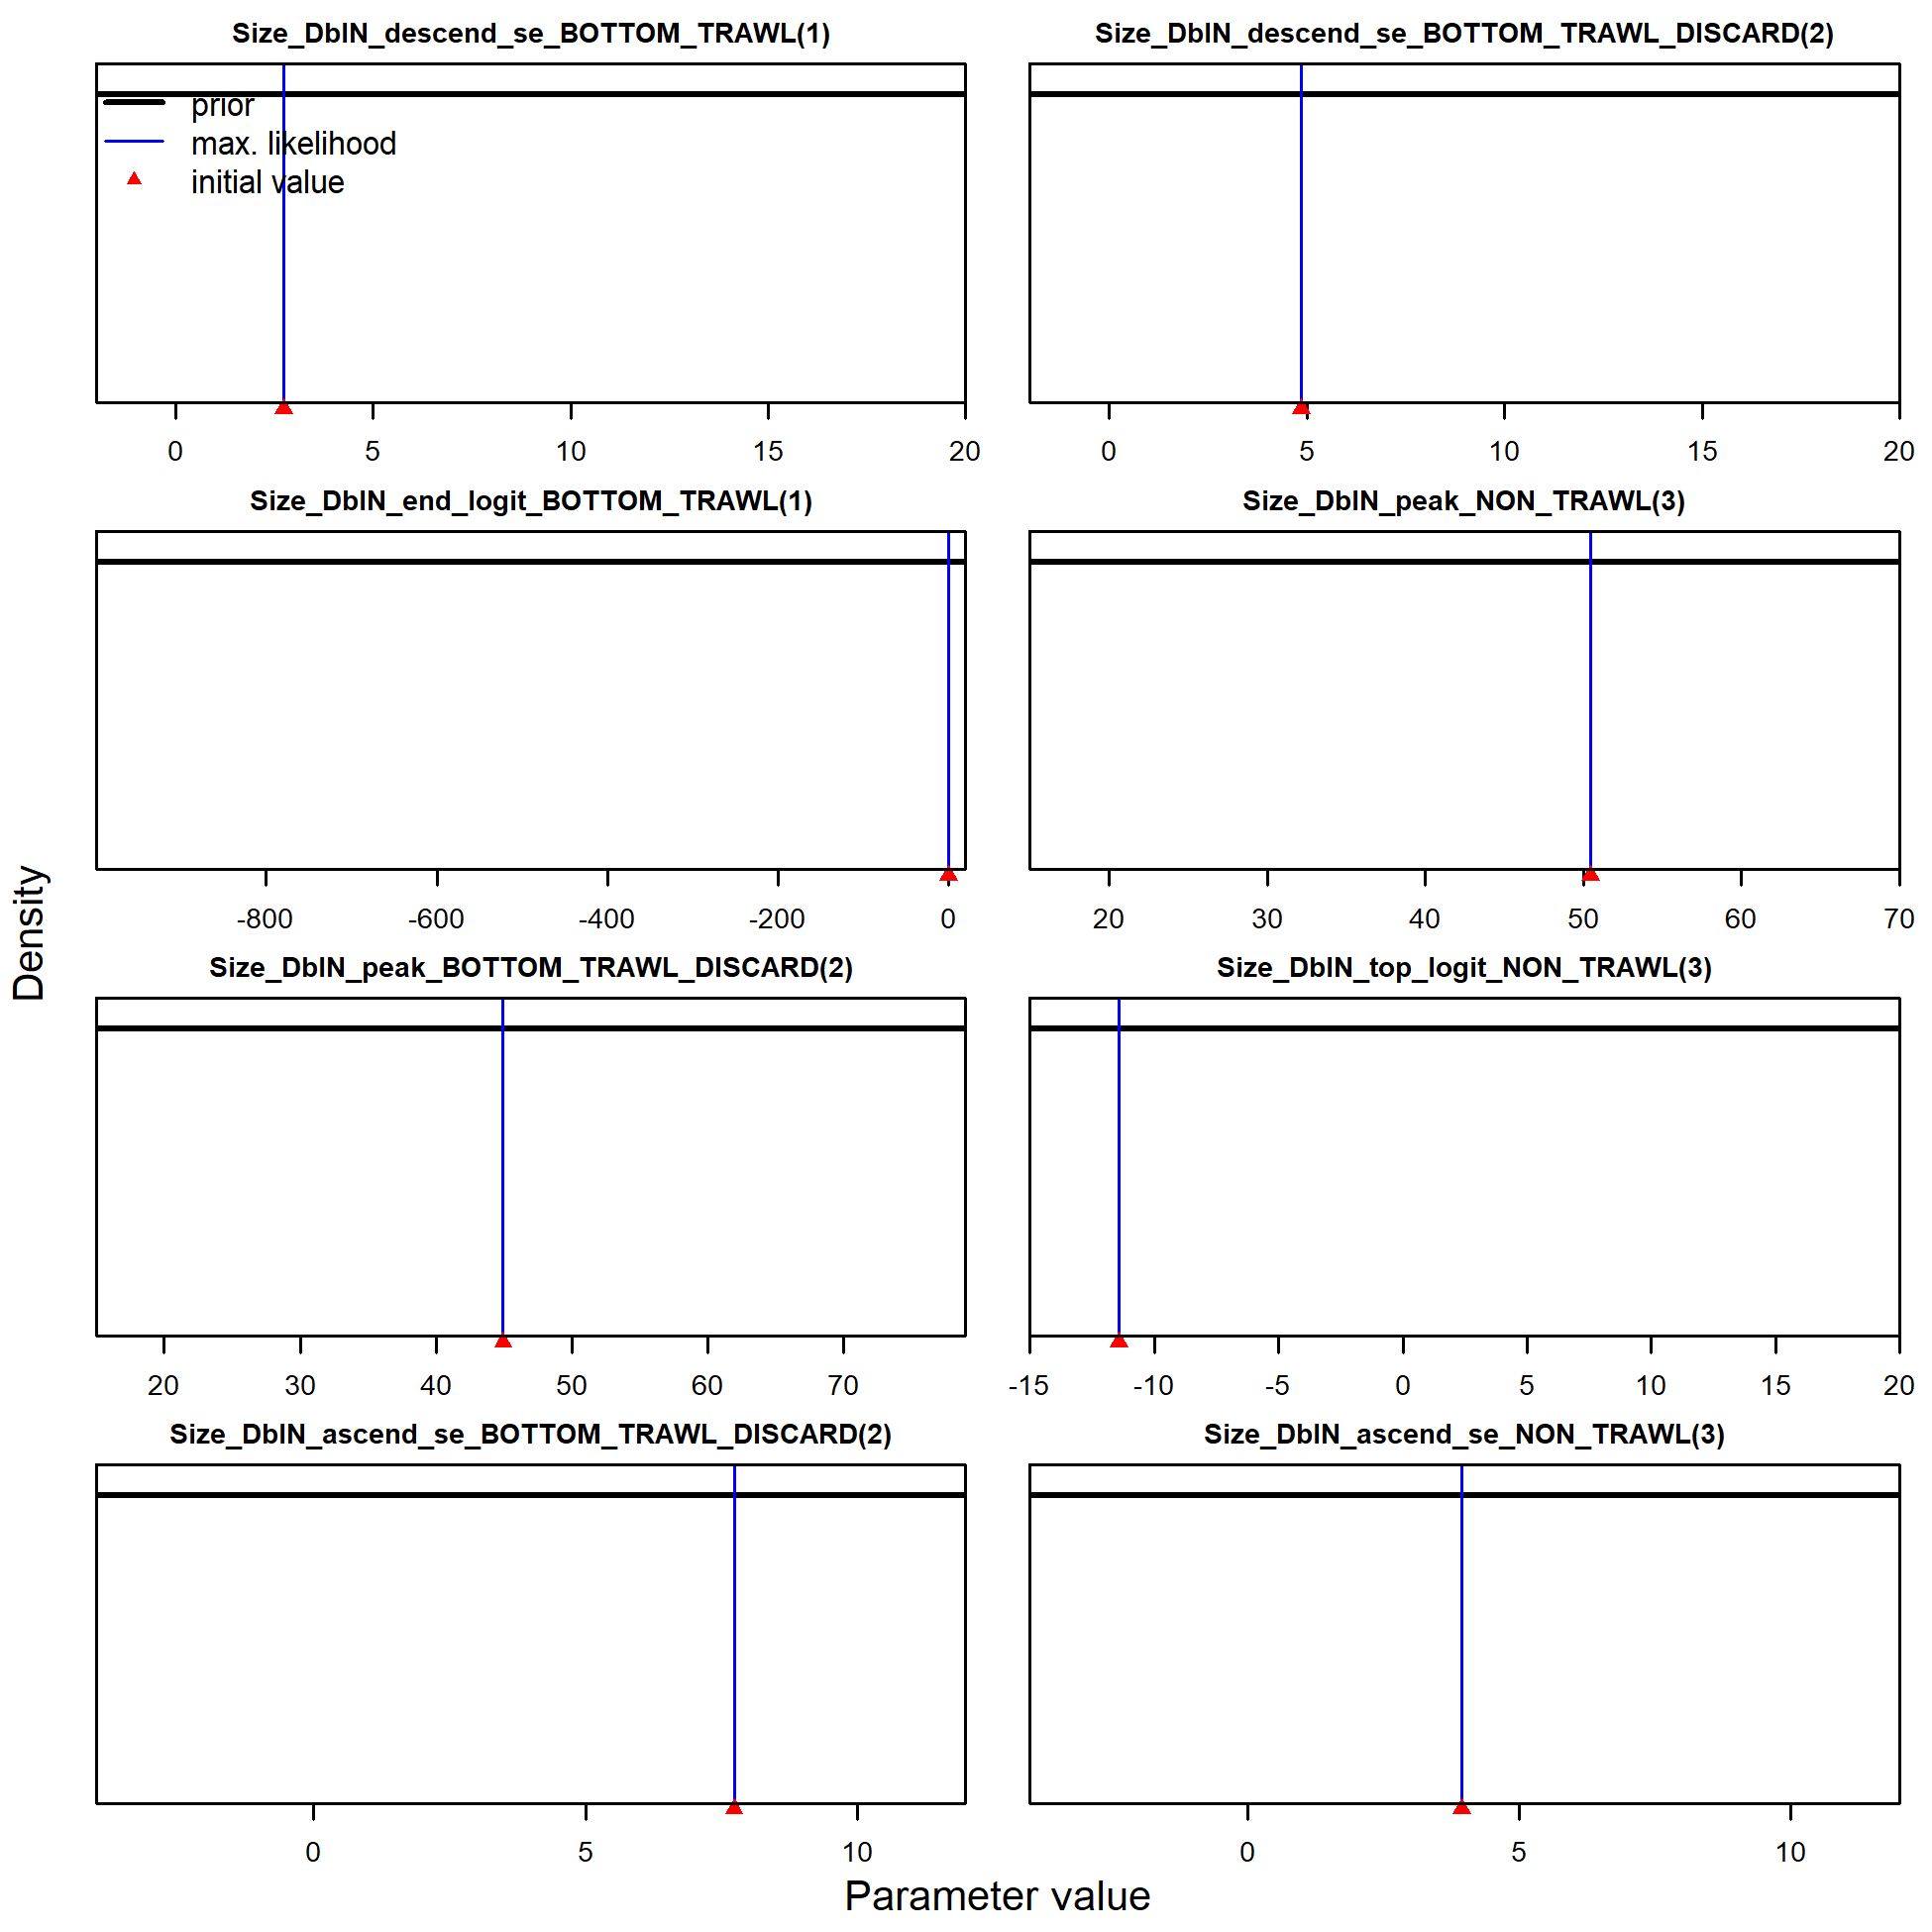 Size_DblN_descend_se_BOTTOM_TRAWL(1)
prior
max. likelihood
initial value
0 5 10 15 20
Size_DblN_descend_se_BOTTOM_TRAWL_DISCARD(2)
0 5 10 15 20
Size_DblN_end_logit_BOTTOM_TRAWL(1)
-800 -600 -400 -200 0
Size_DblN_peak_NON_TRAWL(3)
20 30 40 50 60 70
Size_DblN_peak_BOTTOM_TRAWL_DISCARD(2)
20 30 40 50 60 70
Size_DblN_top_logit_NON_TRAWL(3)
-15 -10 -5 0 5 10 15 20
Size_DblN_ascend_se_BOTTOM_TRAWL_DISCARD(2)
0 5 10
Size_DblN_ascend_se_NON_TRAWL(3)
0 5 10
Density
Parameter value